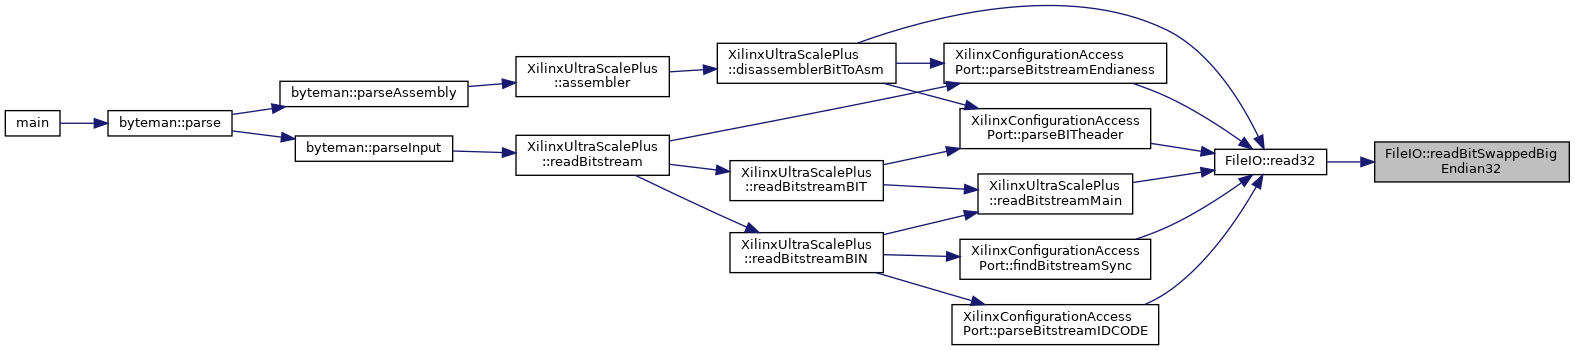 main
byteman::parse
byteman::parseAssembly
byteman::parseInput
XilinxUltraScalePlus
::assembler
XilinxUltraScalePlus
::readBitstream
XilinxUltraScalePlus
::disassemblerBitToAsm
XilinxUltraScalePlus
::readBitstreamBIT
XilinxUltraScalePlus
::readBitstreamBIN
XilinxConfigurationAccess
Port::parseBitstreamEndianess
XilinxConfigurationAccess
Port::parseBITheader
XilinxUltraScalePlus
::readBitstreamMain
XilinxConfigurationAccess
Port::findBitstreamSync
XilinxConfigurationAccess
Port::parseBitstreamIDCODE
FileIO::read32
FileIO::readBitSwappedBig
Endian32